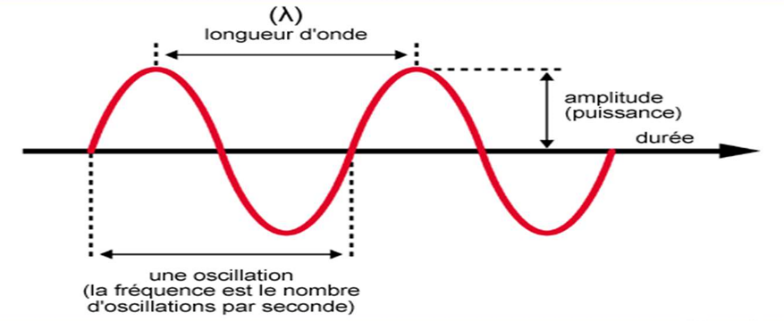 (λ)
longueur d'onde
amplitude
(puissance)
durée
une oscillation
(la fréquence est le nombre
d'oscillations par seconde)